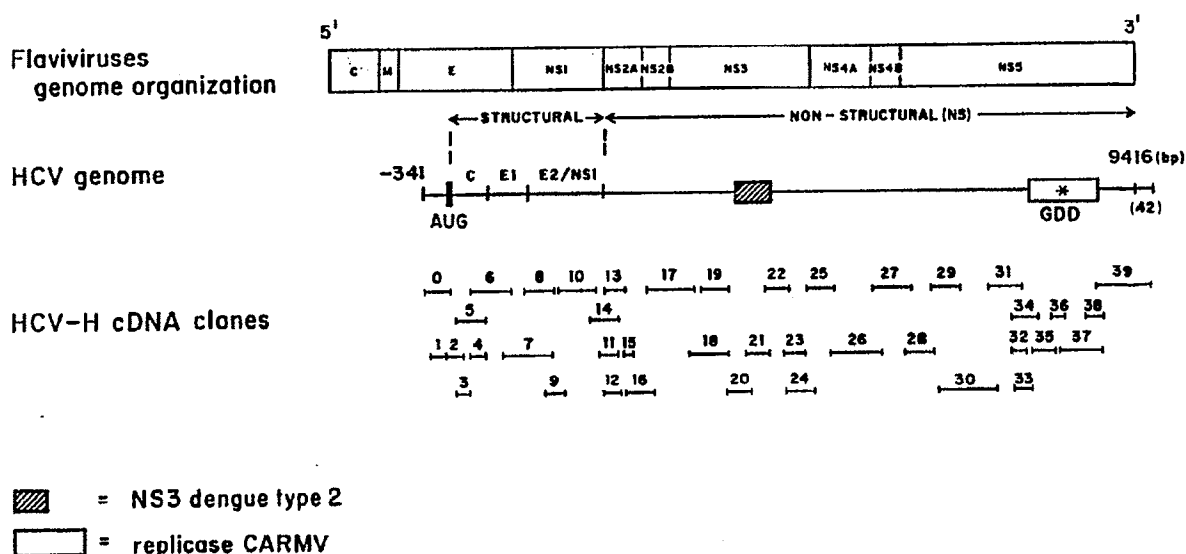 5' 3'
Flaviviruses
genome organization
C M E NS1 NS2A NS2B NS3 NS4A NS4B NS5
STRUCTURAL NON-STRUCTURAL (NS)
HCV genome
-341 C E1 E2/NS1 9416 (bp)
AUG GDD (42)
*
HCV-H cDNA clones
0 6 8 10 13 17 19 22 25 27 29 31 39
5 14 34 36 38
1 2 4 7 11 15 18 21 23 26 28 32 35 37
3 9 12 16 20 24 30 33
= NS3 dengue type 2
= replicase CARMV